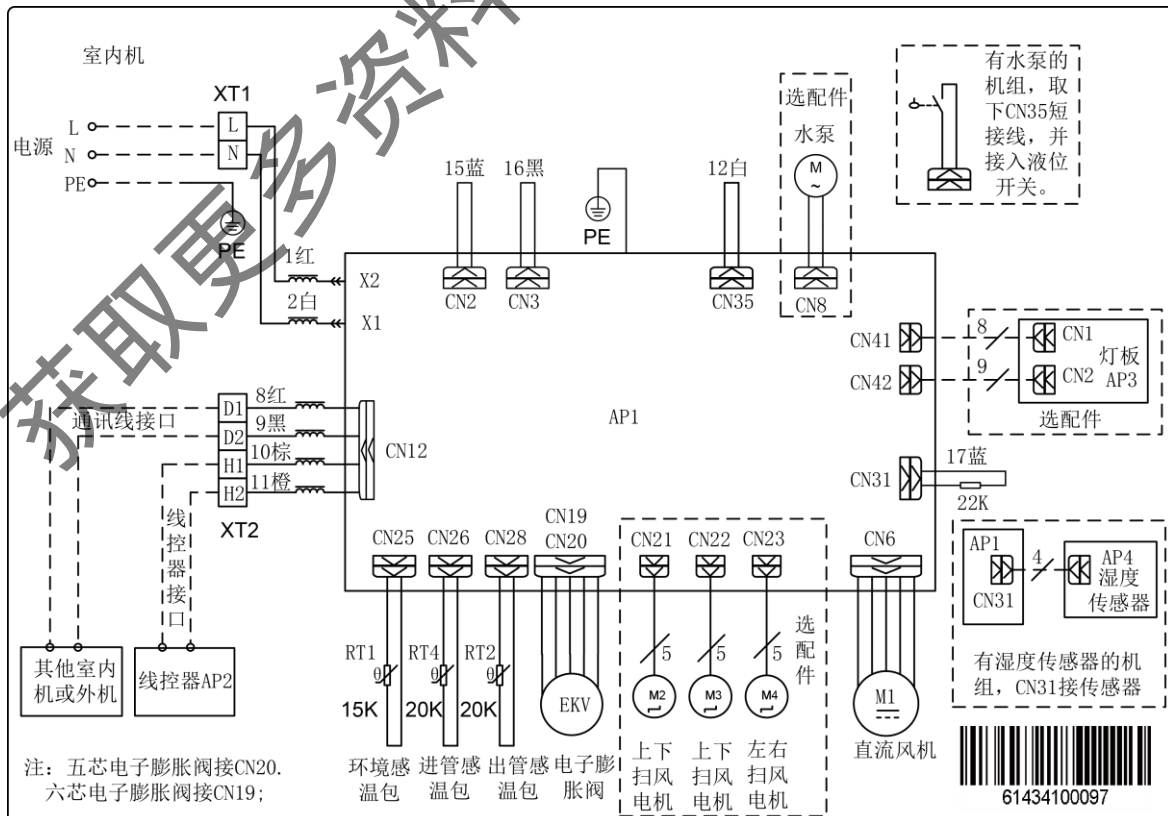 获取更多资料
室内机
XT1
电源
L
N
PE
L
N
PE
1红
2白
X2
X1
15蓝
CN2
16黑
CN3
PE
12白
CN35
选配件
水泵
M
~
CN8
有水泵的
机组，取
下CN35短
接线，并
接入液位
开关。
CN41
8
CN1
CN42
9
CN2
灯板
AP3
选配件
AP1
通讯线接口
D1
D2
H1
H2
XT2
8红
9黑
10棕
11橙
CN12
线控器接口
CN31
17蓝
22K
AP1
CN31
4
AP4
湿度
传感器
有湿度传感器的机
组，CN31接传感器
CN25
CN26
CN28
CN19
CN20
CN21
CN22
CN23
CN6
RT1
θ
15K
RT4
θ
20K
RT2
θ
20K
EKV
5
5
5
M2
M3
M4
选配件
M1
其他室内
机或外机
线控器AP2
环境感
温包
进管感
温包
出管感
温包
电子膨
胀阀
上下
扫风
电机
上下
扫风
电机
左右
扫风
电机
直流风机
注：五芯电子膨胀阀接CN20.
六芯电子膨胀阀接CN19;
61434100097